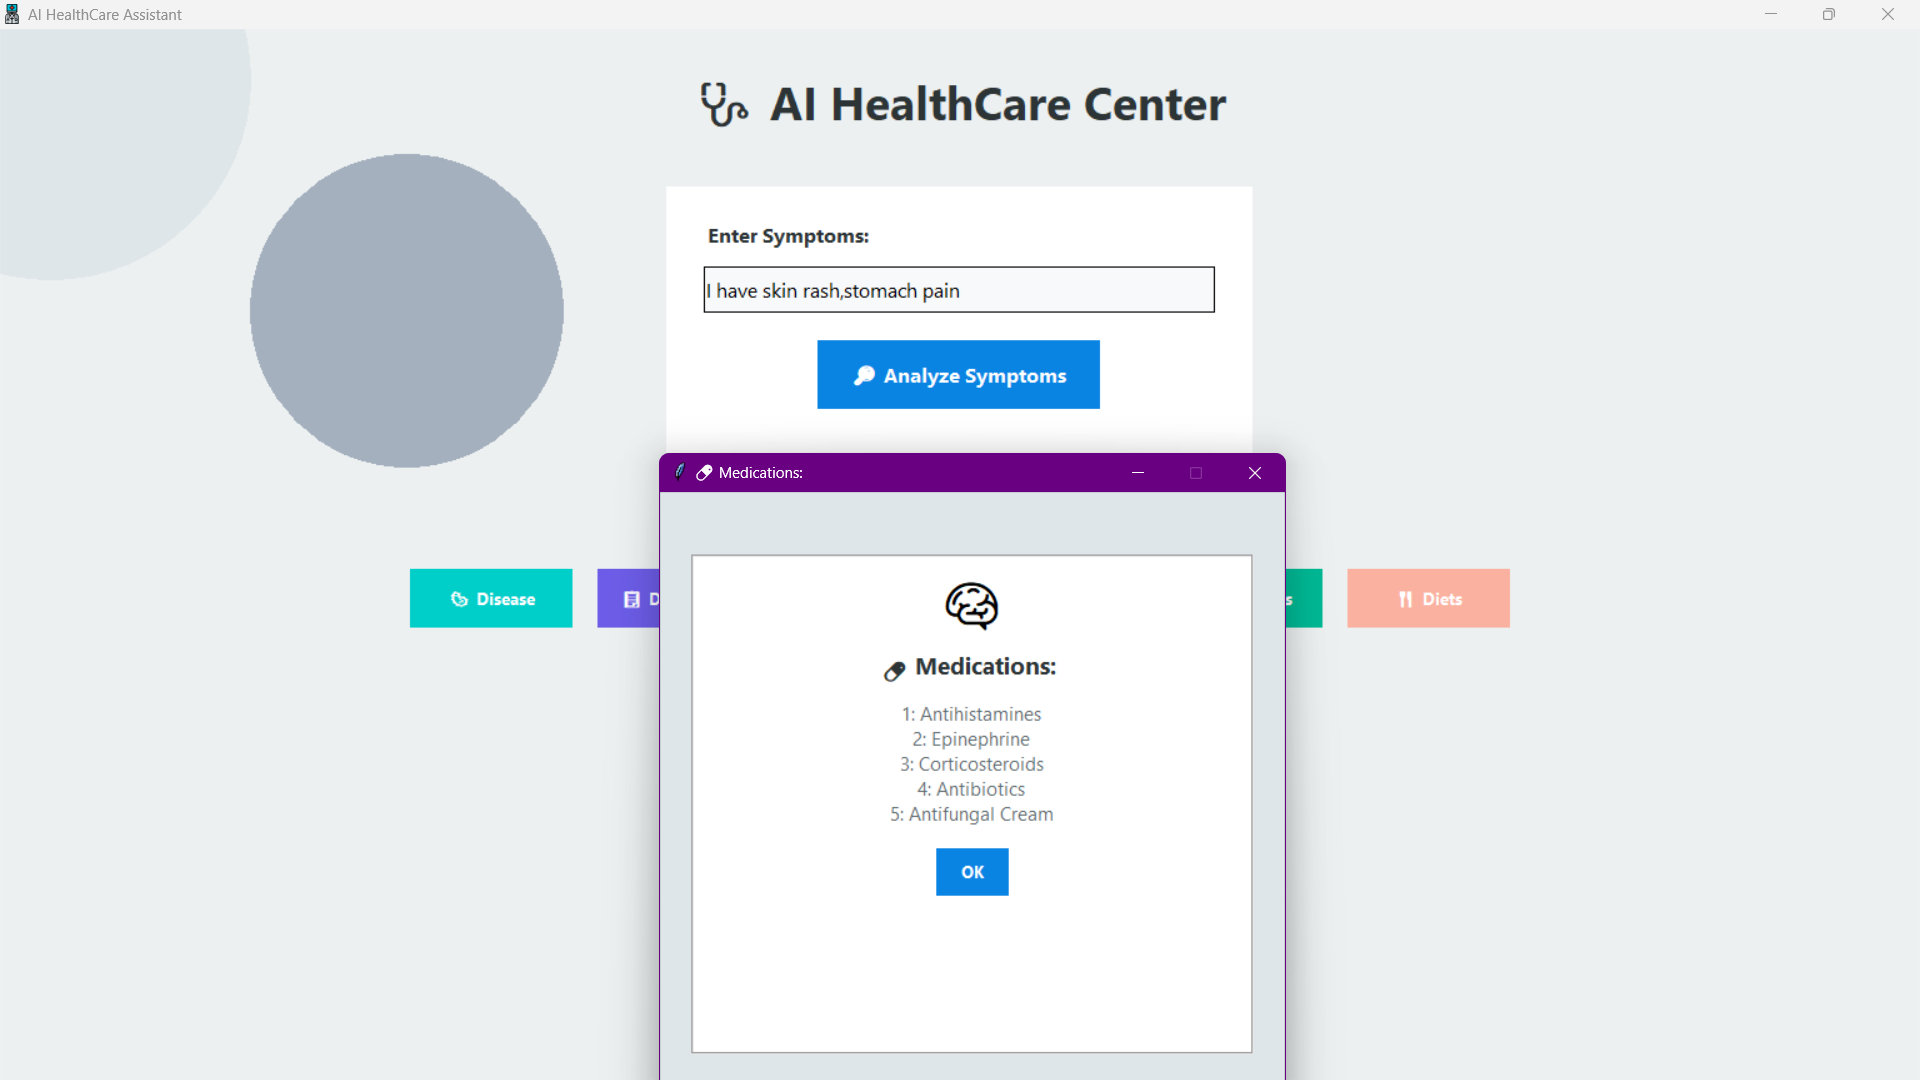 AI HealthCare Assistant
AI HealthCare Center
Enter Symptoms:
I have skin rash,stomach pain
Analyze Symptoms
Medications:
Disease
D
s
Diets
Medications:
1: Antihistamines
2: Epinephrine
3: Corticosteroids
4: Antibiotics
5: Antifungal Cream
OK